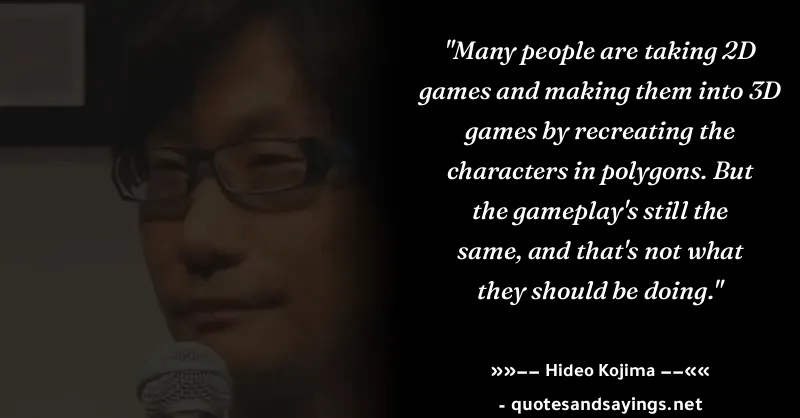 "Many people are taking 2D
games and making them into 3D
games by recreating the
characters in polygons. But
the gameplay's still the
same, and that's not what
they should be doing."
»»−− Hideo Kojima −−««
- quotesandsayings.net